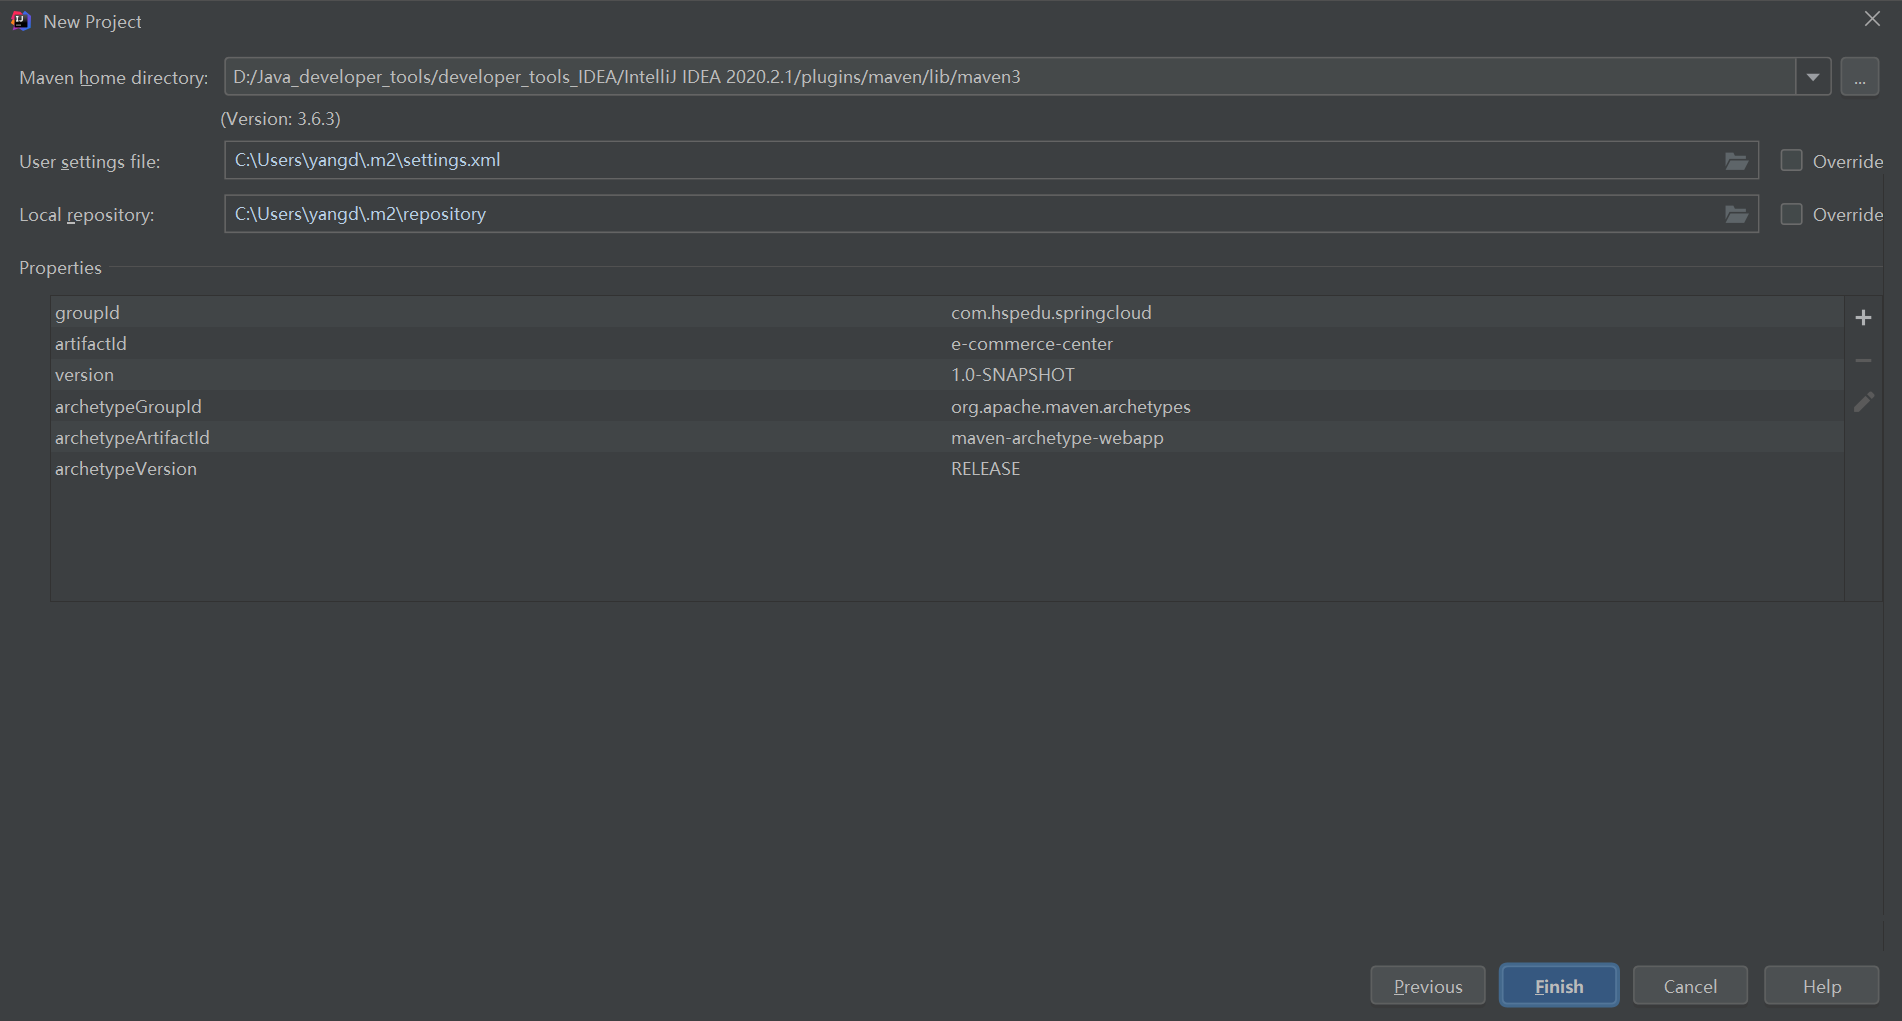 New Project
Maven home directory: D:/Java_developer_tools/developer_tools_IDEA/IntelliJ IDEA 2020.2.1/plugins/maven/lib/maven3 ...
(Version: 3.6.3)
User settings file: C:\Users\yangd\.m2\settings.xml Override
Local repository: C:\Users\yangd\.m2\repository Override
Properties
groupId com.hspedu.springcloud
artifactId e-commerce-center
version 1.0-SNAPSHOT
archetypeGroupId org.apache.maven.archetypes
archetypeArtifactId maven-archetype-webapp
archetypeVersion RELEASE
Previous Finish Cancel Help